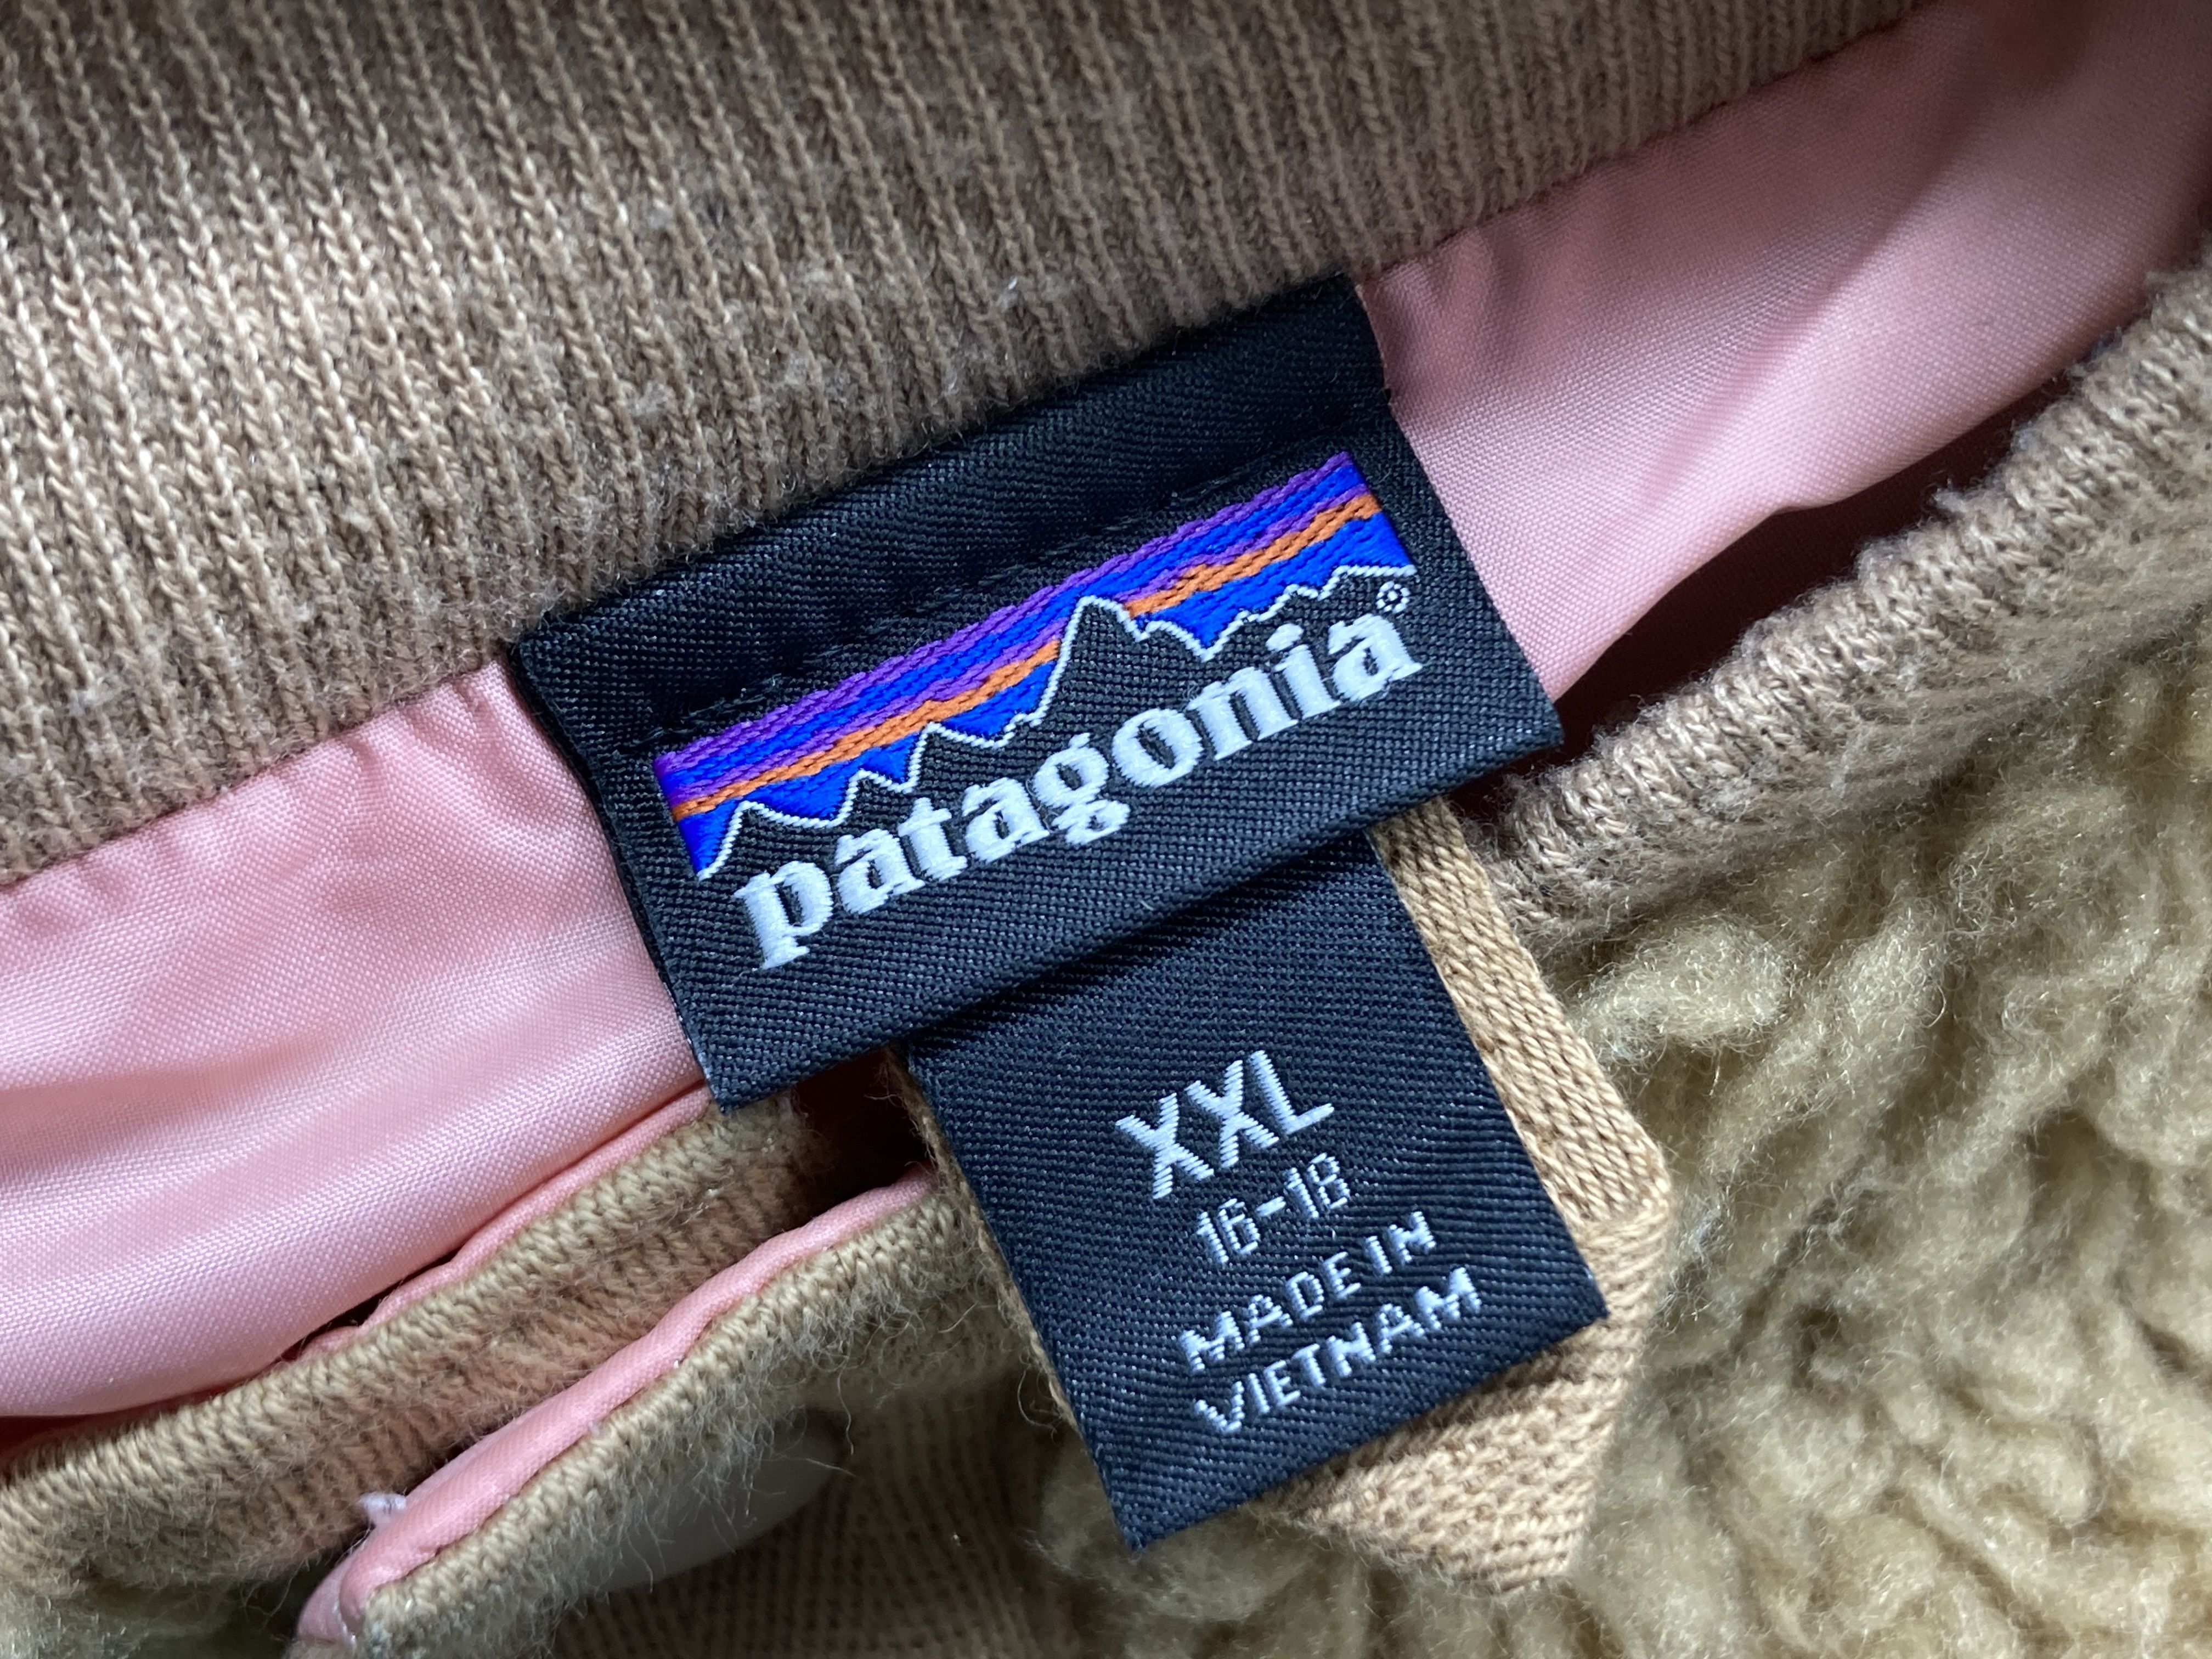 patagonia®
XXL
16-18
MADE IN
VIETNAM